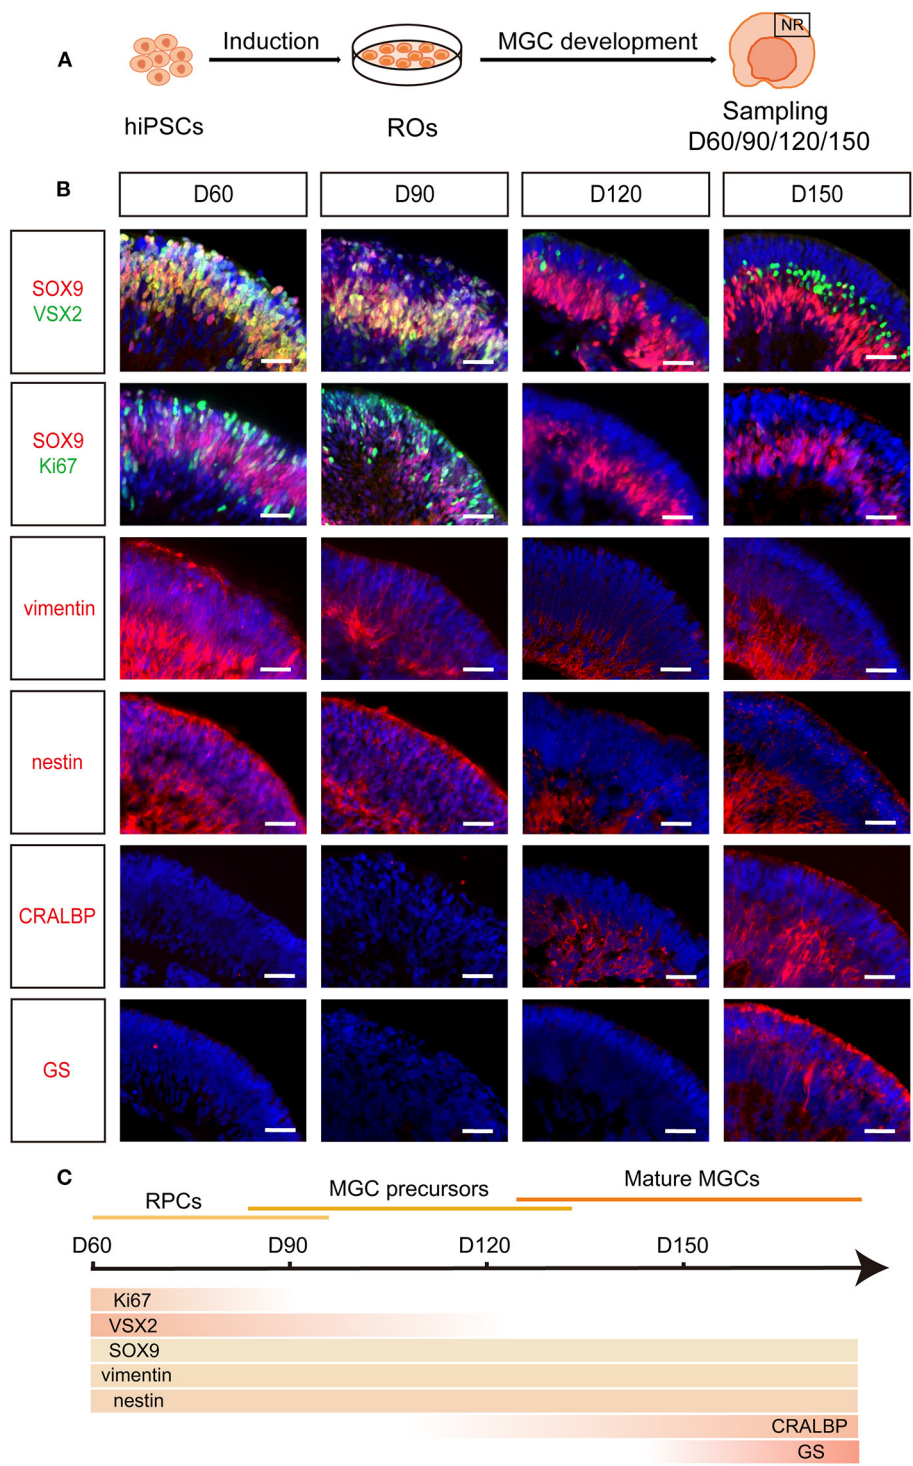 A
Induction
MGC development
NR
hiPSCs
ROs
Sampling
D60/90/120/150
B
D60
D90
D120
D150
SOX9
VSX2
SOX9
Ki67
vimentin
nestin
CRALBP
GS
C
RPCs
MGC precursors
Mature MGCs
D60
D90
D120
D150
Ki67
VSX2
SOX9
vimentin
nestin
CRALBP
GS